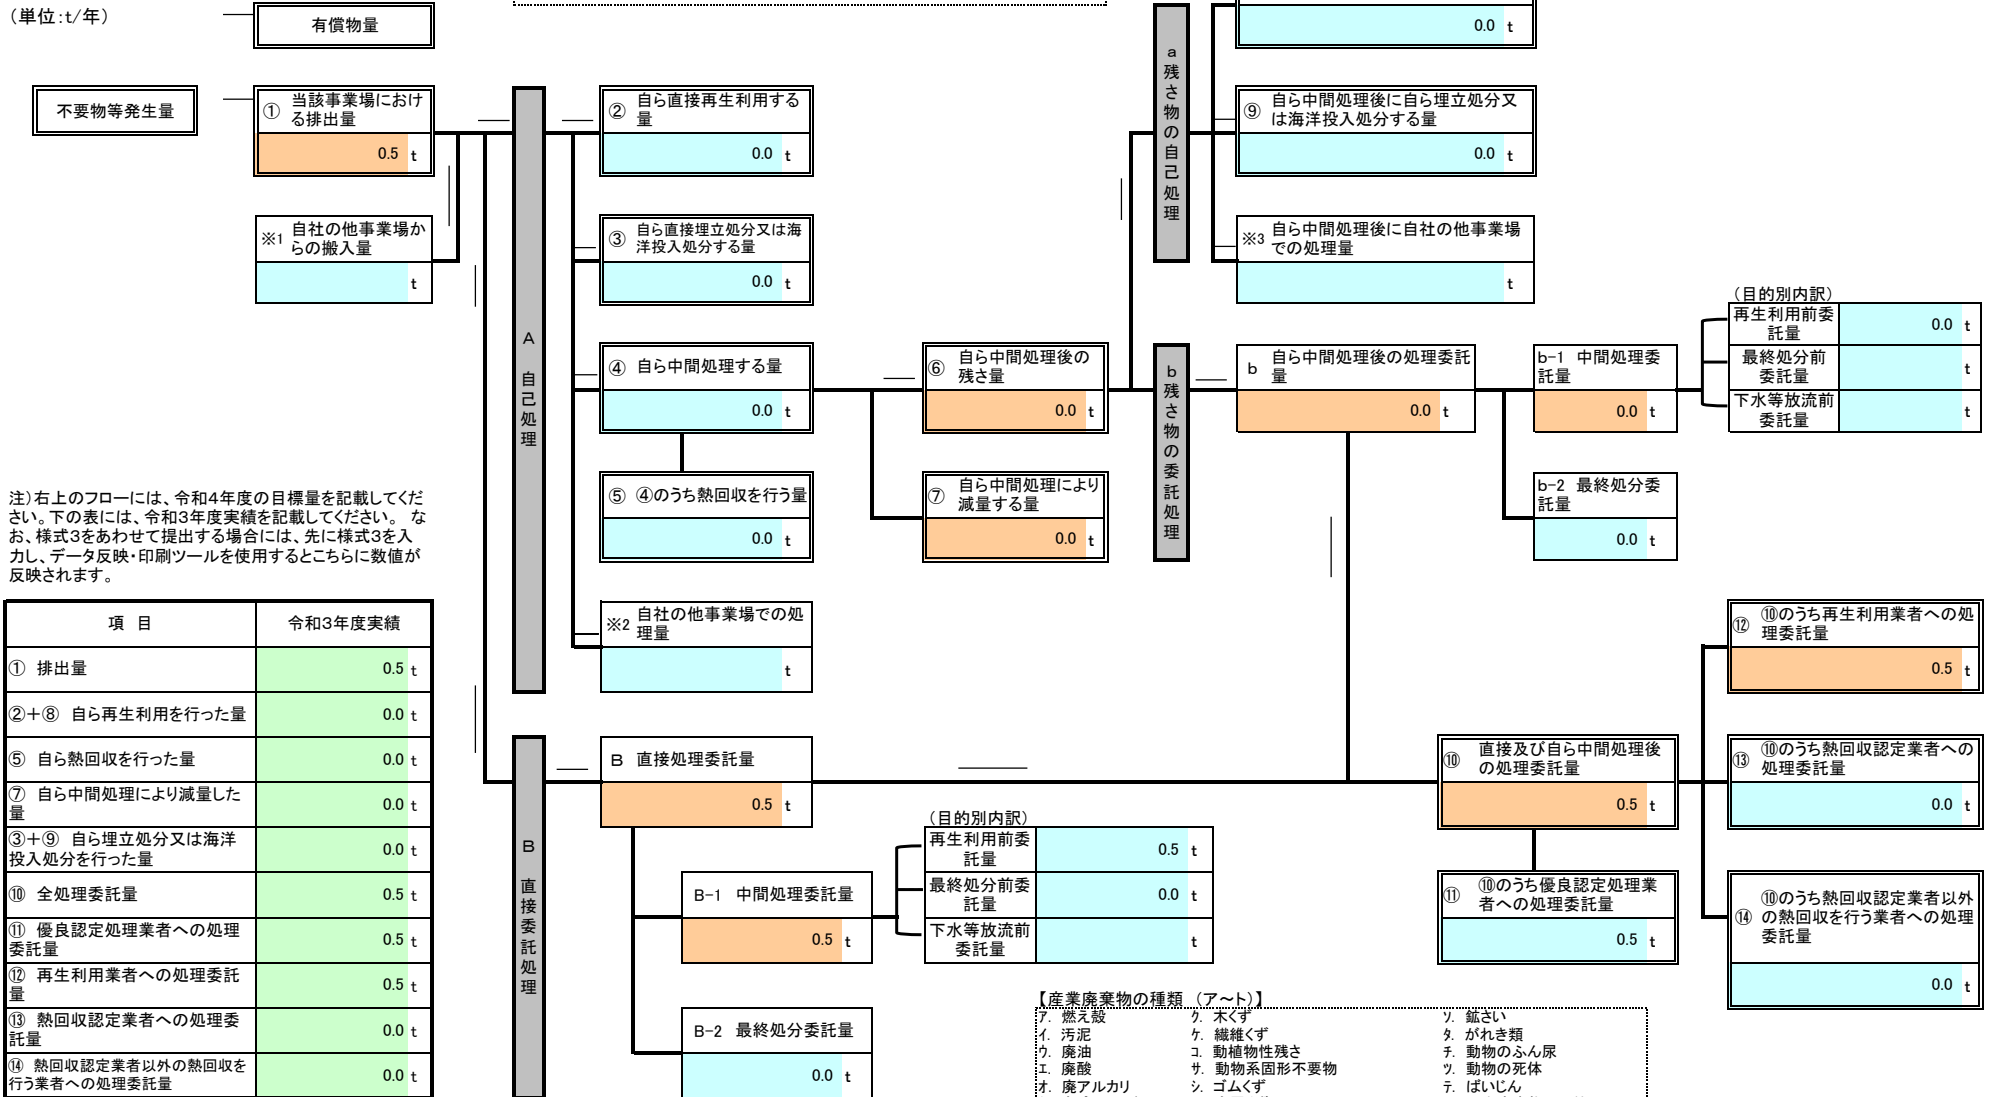 （単位:t/年）
有償物量
不要物等発生量
① 当該事業場におけ
る排出量
0.5 t
※1 自社の他事業場か
らの搬入量
t
A 自己処理
② 自ら直接再生利用する
量
0.0 t
③ 自ら直接埋立処分又は海
洋投入処分する量
0.0 t
④ 自ら中間処理する量
0.0 t
⑤ ④のうち熱回収を行う量
0.0 t
※2 自社の他事業場での処
理量
t
⑥ 自ら中間処理後の
残さ量
0.0 t
⑦ 自ら中間処理により
減量する量
0.0 t
a 残さ物の自己処理
0.0 t
⑨ 自ら中間処理後に自ら埋立処分又
は海洋投入処分する量
0.0 t
※3 自ら中間処理後に自社の他事業場
での処理量
t
b 残さ物の委託処理
b 自ら中間処理後の処理委託
量
0.0 t
b-1 中間処理委
託量
0.0 t
b-2 最終処分委
託量
0.0 t
（目的別内訳）
再生利用前委
託量
0.0 t
最終処分前
委託量
t
下水等放流前
委託量
t
注）右上のフローには、令和4年度の目標量を記載してくだ
さい。下の表には、令和3年度実績を記載してください。 な
お、様式3をあわせて提出する場合には、先に様式3を入
力し、データ反映・印刷ツールを使用するとこちらに数値が
反映されます。
項 目 令和3年度実績
① 排出量 0.5 t
②＋⑧ 自ら再生利用を行った量 0.0 t
⑤ 自ら熱回収を行った量 0.0 t
⑦ 自ら中間処理により減量した
量
0.0 t
③＋⑨ 自ら埋立処分又は海洋
投入処分を行った量
0.0 t
⑩ 全処理委託量 0.5 t
⑪ 優良認定処理業者への処理
委託量
0.5 t
⑫ 再生利用業者への処理委託
量
0.5 t
⑬ 熱回収認定業者への処理委
託量
0.0 t
⑭ 熱回収認定業者以外の熱回収を
行う業者への処理委託量
0.0 t
B 直接委託処理
B 直接処理委託量
0.5 t
B-1 中間処理委託量
0.5 t
B-2 最終処分委託量
0.0 t
（目的別内訳）
再生利用前委
託量
0.5 t
最終処分前委
託量
0.0 t
下水等放流前
委託量
t
⑩ 直接及び自ら中間処理後
の処理委託量
0.5 t
⑪ ⑩のうち優良認定処理業
者への処理委託量
0.5 t
⑫ ⑩のうち再生利用業者への処
理委託量
0.5 t
⑬ ⑩のうち熱回収認定業者への
処理委託量
0.0 t
⑭ ⑩のうち熱回収認定業者以外
の熱回収を行う業者への処理
委託量
0.0 t
【産業廃棄物の種類 （ア～ト）】
ア. 燃え殻 ク. 木くず ソ. 鉱さい
イ. 汚泥 ケ. 繊維くず タ. がれき類
ウ. 廃油 コ. 動植物性残さ チ. 動物のふん尿
エ. 廃酸 サ. 動物系固形不要物 ツ. 動物の死体
オ. 廃アルカリ シ. ゴムくず テ. ばいじん